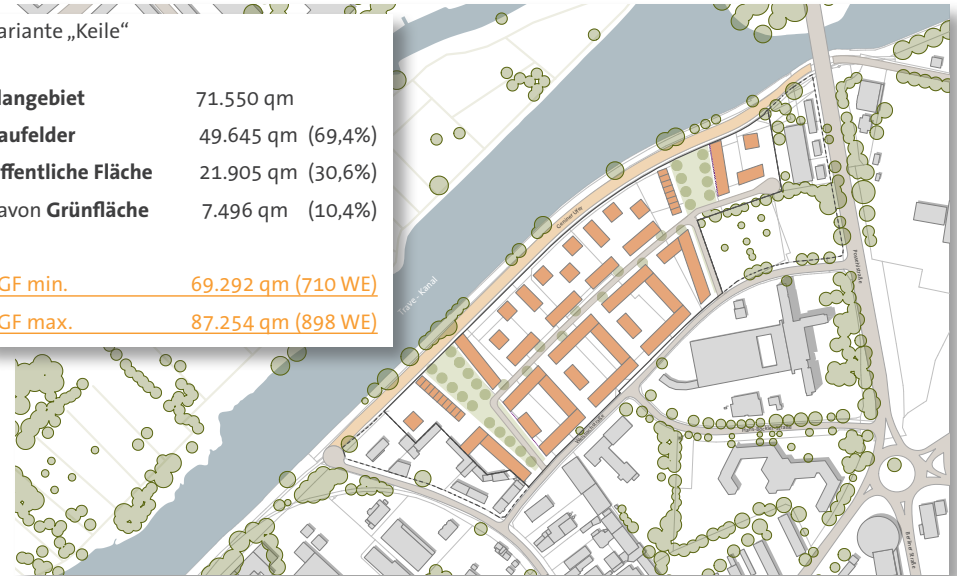 ariante „Keile“
langebiet 71.550 qm
aufelder 49.645 qm (69,4%)
ffentliche Fläche 21.905 qm (30,6%)
avon Grünfläche 7.496 qm (10,4%)
GF min. 69.292 qm (710 WE)
GF max. 87.254 qm (898 WE)
Trave - Kanal